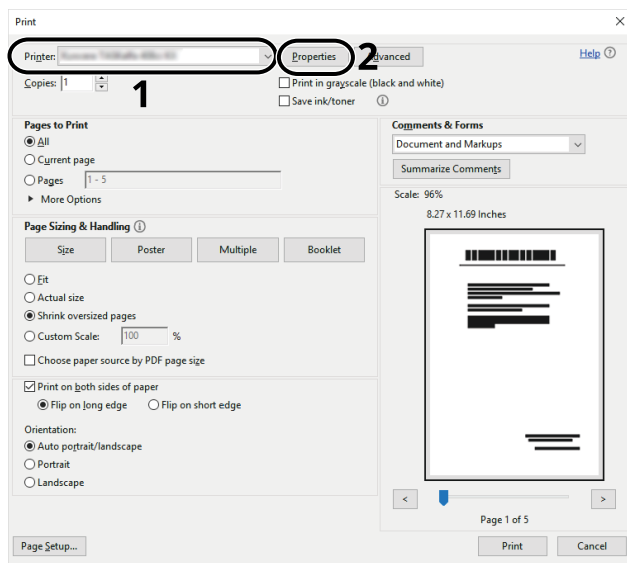 Print
Printer: Properties 2 dvanced Help
Copies: 1 1 Print in grayscale (black and white)
Save ink/toner
Pages to Print
All
Current page
Pages 1 - 5
More Options
Page Sizing & Handling
Size Poster Multiple Booklet
Fit
Actual size
Shrink oversized pages
Custom Scale: 100 %
Choose paper source by PDF page size
Print on both sides of paper
Flip on long edge Flip on short edge
Orientation:
Auto portrait/landscape
Portrait
Landscape
Comments & Forms
Document and Markups
Summarize Comments
Scale: 96%
8.27 x 11.69 Inches
< >
Page 1 of 5
Page Setup... Print Cancel